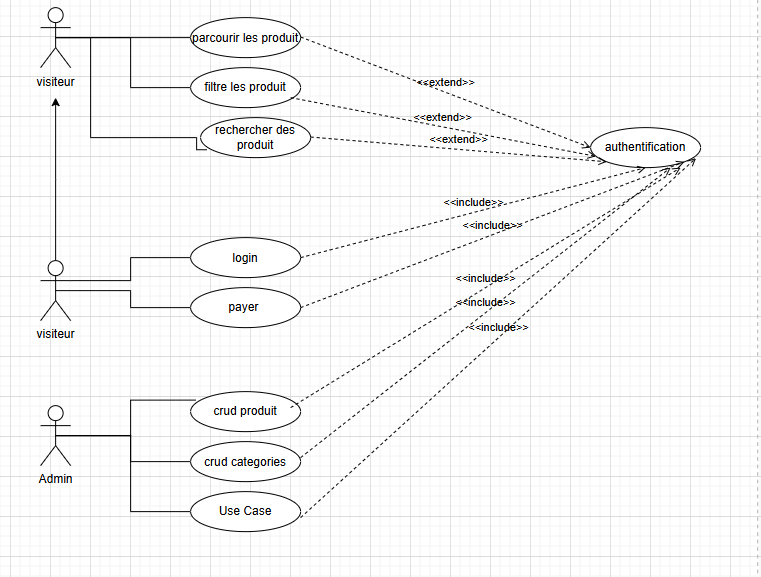 visiteur
parcourir les produit
filtre les produit
rechercher des
produit
<<extend>>
<<extend>>
<<extend>>
authentification
<<include>>
<<include>>
visiteur
login
payer
<<include>>
<<include>>
<<include>>
Admin
crud produit
crud categories
Use Case